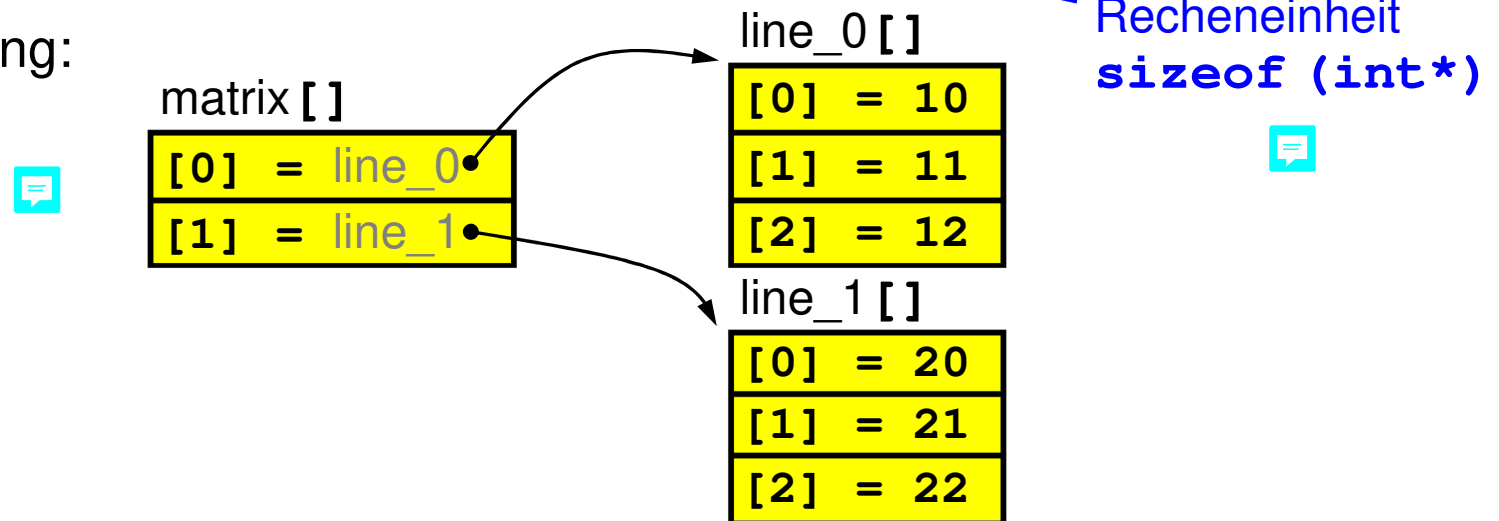 ng:
matrix[]
[0] = line_0
[1] = line_1
line_0[]
[0] = 10
[1] = 11
[2] = 12
line_1[]
[0] = 20
[1] = 21
[2] = 22
Recheneinheit
sizeof (int*)